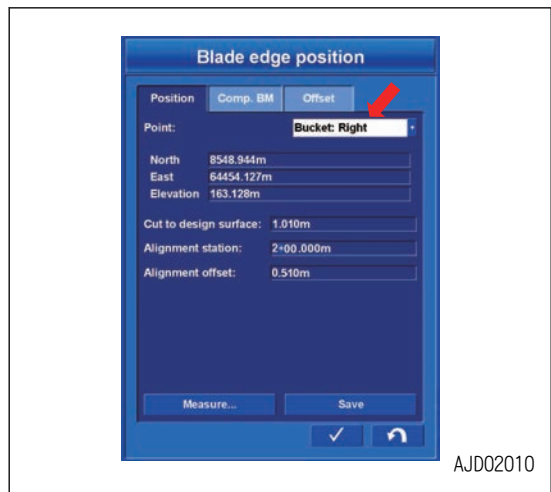 Blade edge position
Position Comp. BM Offset
Point: Bucket: Right
North 8548.944m
East 64454.127m
Elevation 163.128m
Cut to design surface: 1.010m
Alignment station: 2+00.000m
Alignment offset: 0.510m
Measure... Save
AJD02010